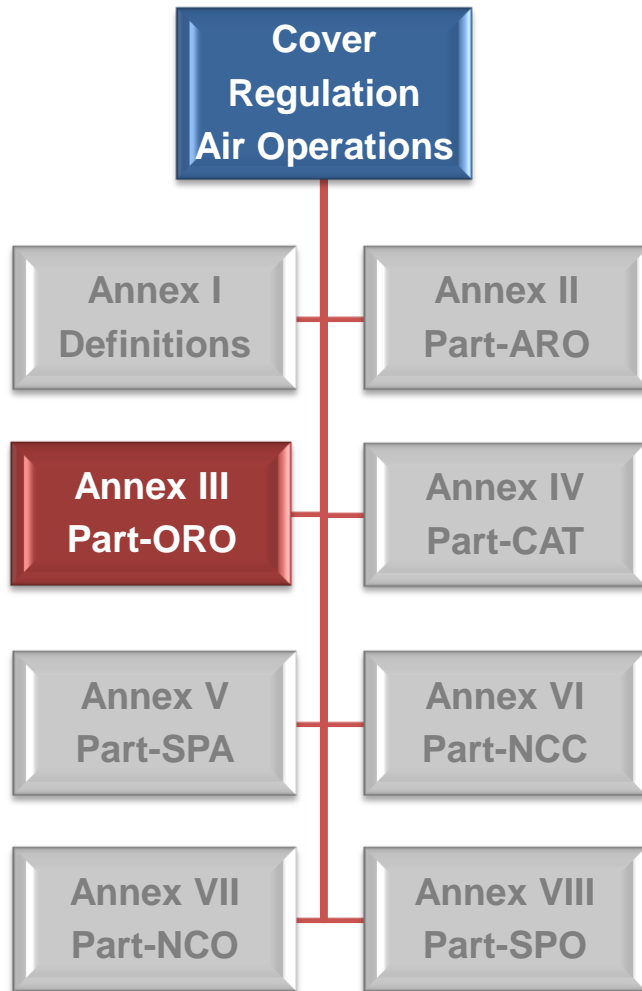 Cover
Regulation
Air Operations
Annex I
Definitions
Annex II
Part-ARO
Annex III
Part-ORO
Annex IV
Part-CAT
Annex V
Part-SPA
Annex VI
Part-NCC
Annex VII
Part-NCO
Annex VIII
Part-SPO